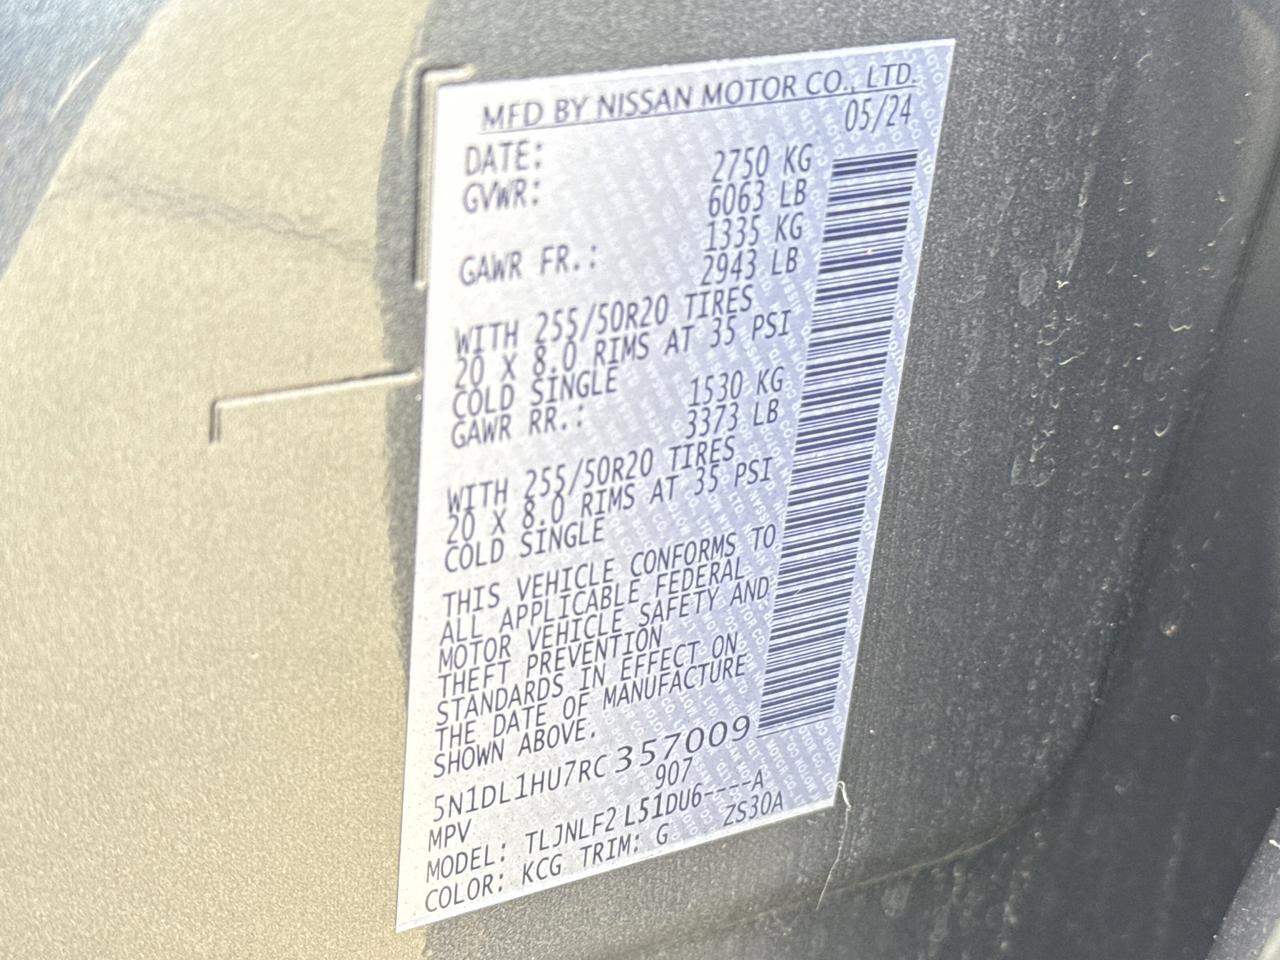 MFD BY NISSAN MOTOR CO., LTD.
DATE: 05/24
GVWR: 2750 KG
6063 LB
GAWR FR.: 1335 KG
2943 LB
WITH 255/50R20 TIRES
20 X 8.0 RIMS AT 35 PSI
COLD SINGLE
GAWR RR.: 1530 KG
3373 LB
WITH 255/50R20 TIRES
20 X 8.0 RIMS AT 35 PSI
COLD SINGLE
THIS VEHICLE CONFORMS TO
ALL APPLICABLE FEDERAL
MOTOR VEHICLE SAFETY AND
THEFT PREVENTION
STANDARDS IN EFFECT ON
THE DATE OF MANUFACTURE
SHOWN ABOVE.
5N1DL1HU7RC357009
MPV 907
MODEL: TLJNLF2 L51DU6----A
COLOR: KCG TRIM: G ZS30A